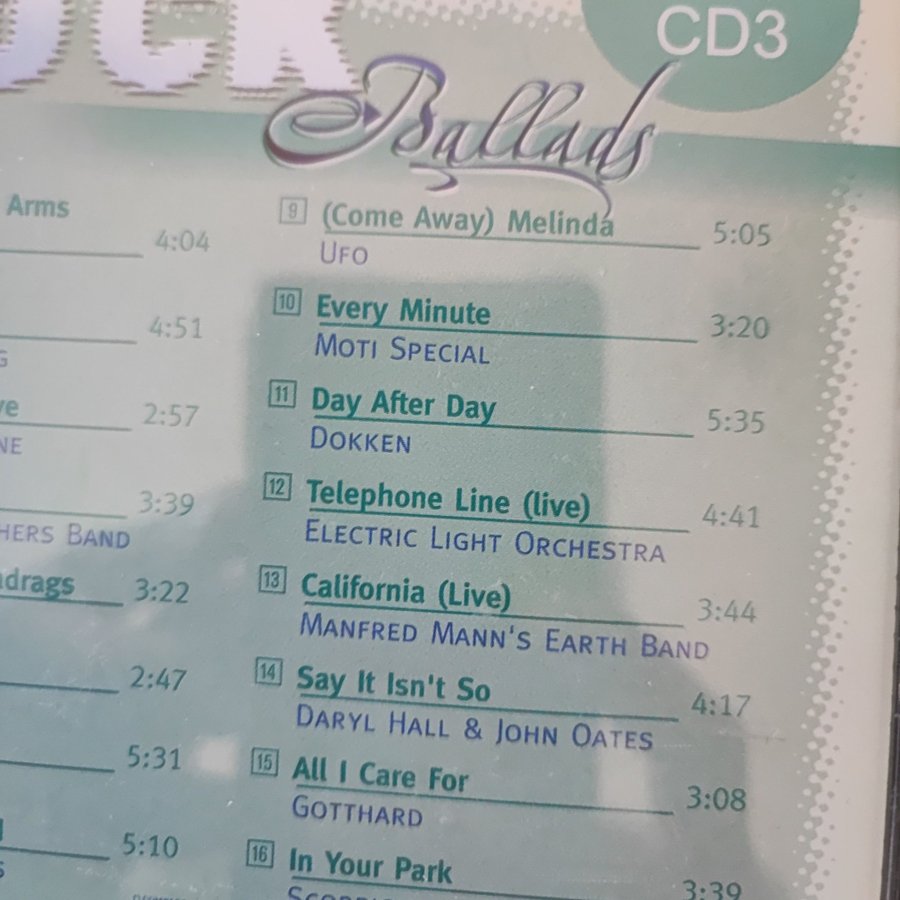 CD3
Ballads
Arms
4:04
4:51
2:57
3:39
HERS BAND
3:22
2:47
5:31
5:10
9 (Come Away) Melinda 5:05
UFO
10 Every Minute 3:20
MOTI SPECIAL
11 Day After Day 5:35
DOKKEN
12 Telephone Line (live) 4:41
ELECTRIC LIGHT ORCHESTRA
13 California (Live) 3:44
MANFRED MANN'S EARTH BAND
14 Say It Isn't So 4:17
DARYL HALL & JOHN OATES
15 All I Care For 3:08
GOTTHARD
16 In Your Park 3:39